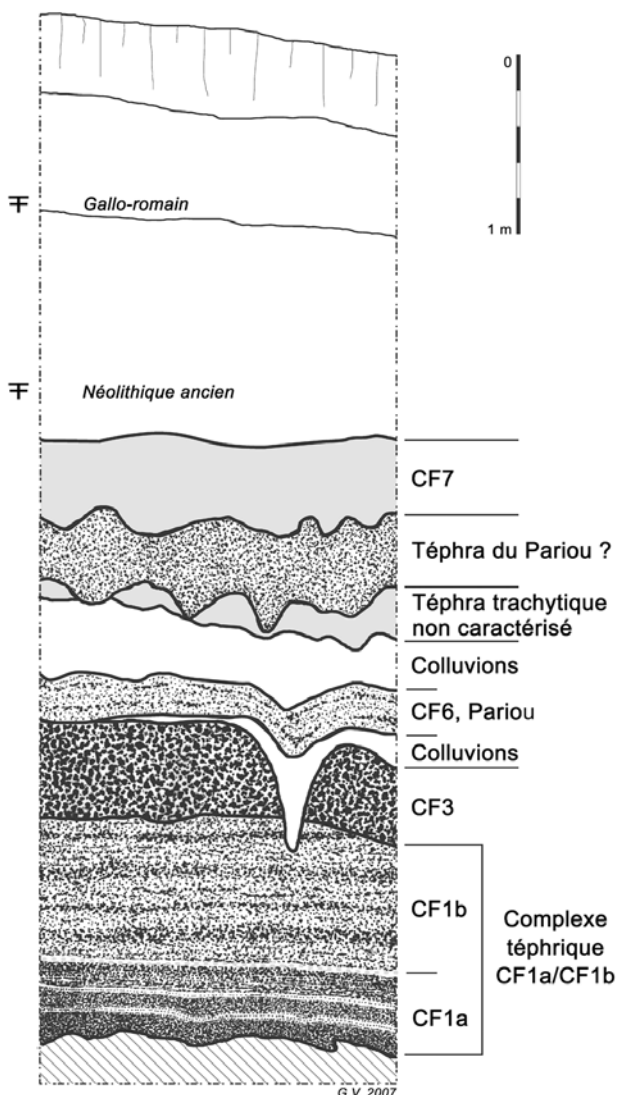 0
Gallo-romain
1 m
Néolithique ancien
CF7
Téphra du Pariou ?
Téphra trachytique
non caractérisé
Colluvions
CF6, Pariou
Colluvions
CF3
CF1b
Complexe
téphrique
CF1a/CF1b
CF1a
G.V. 2007